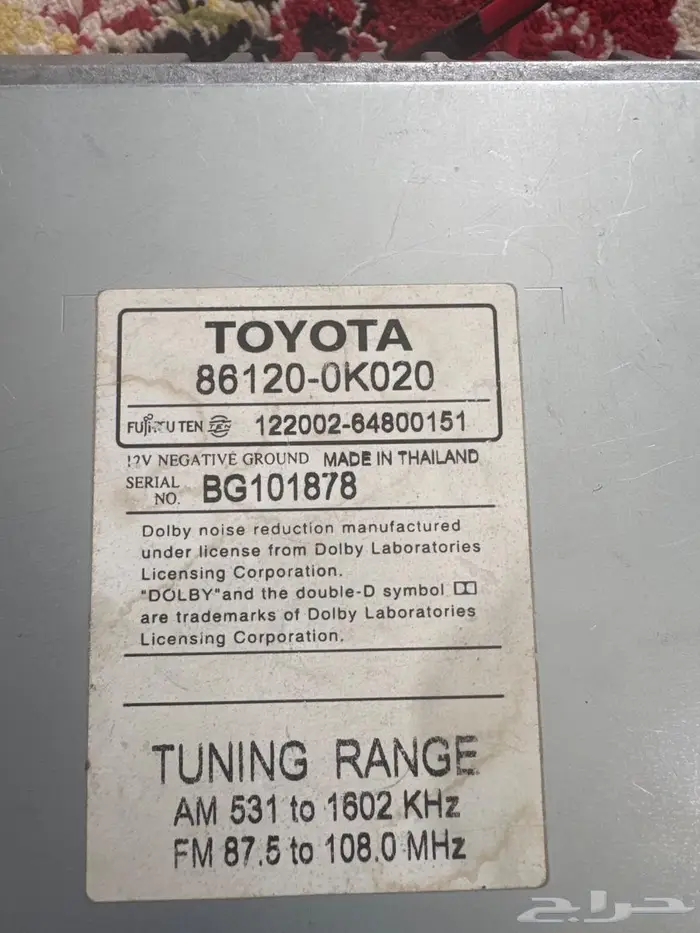 TOYOTA
86120-0K020
FUJITSU TEN TEN 122002-64800151
12V NEGATIVE GROUND MADE IN THAILAND
SERIAL NO. BG101878
Dolby noise reduction manufactured
under license from Dolby Laboratories
Licensing Corporation.
"DOLBY"and the double-D symbol
are trademarks of Dolby Laboratories
Licensing Corporation.
TUNING RANGE
AM 531 to 1602 KHz
FM 87.5 to 108.0 MHz
حراج